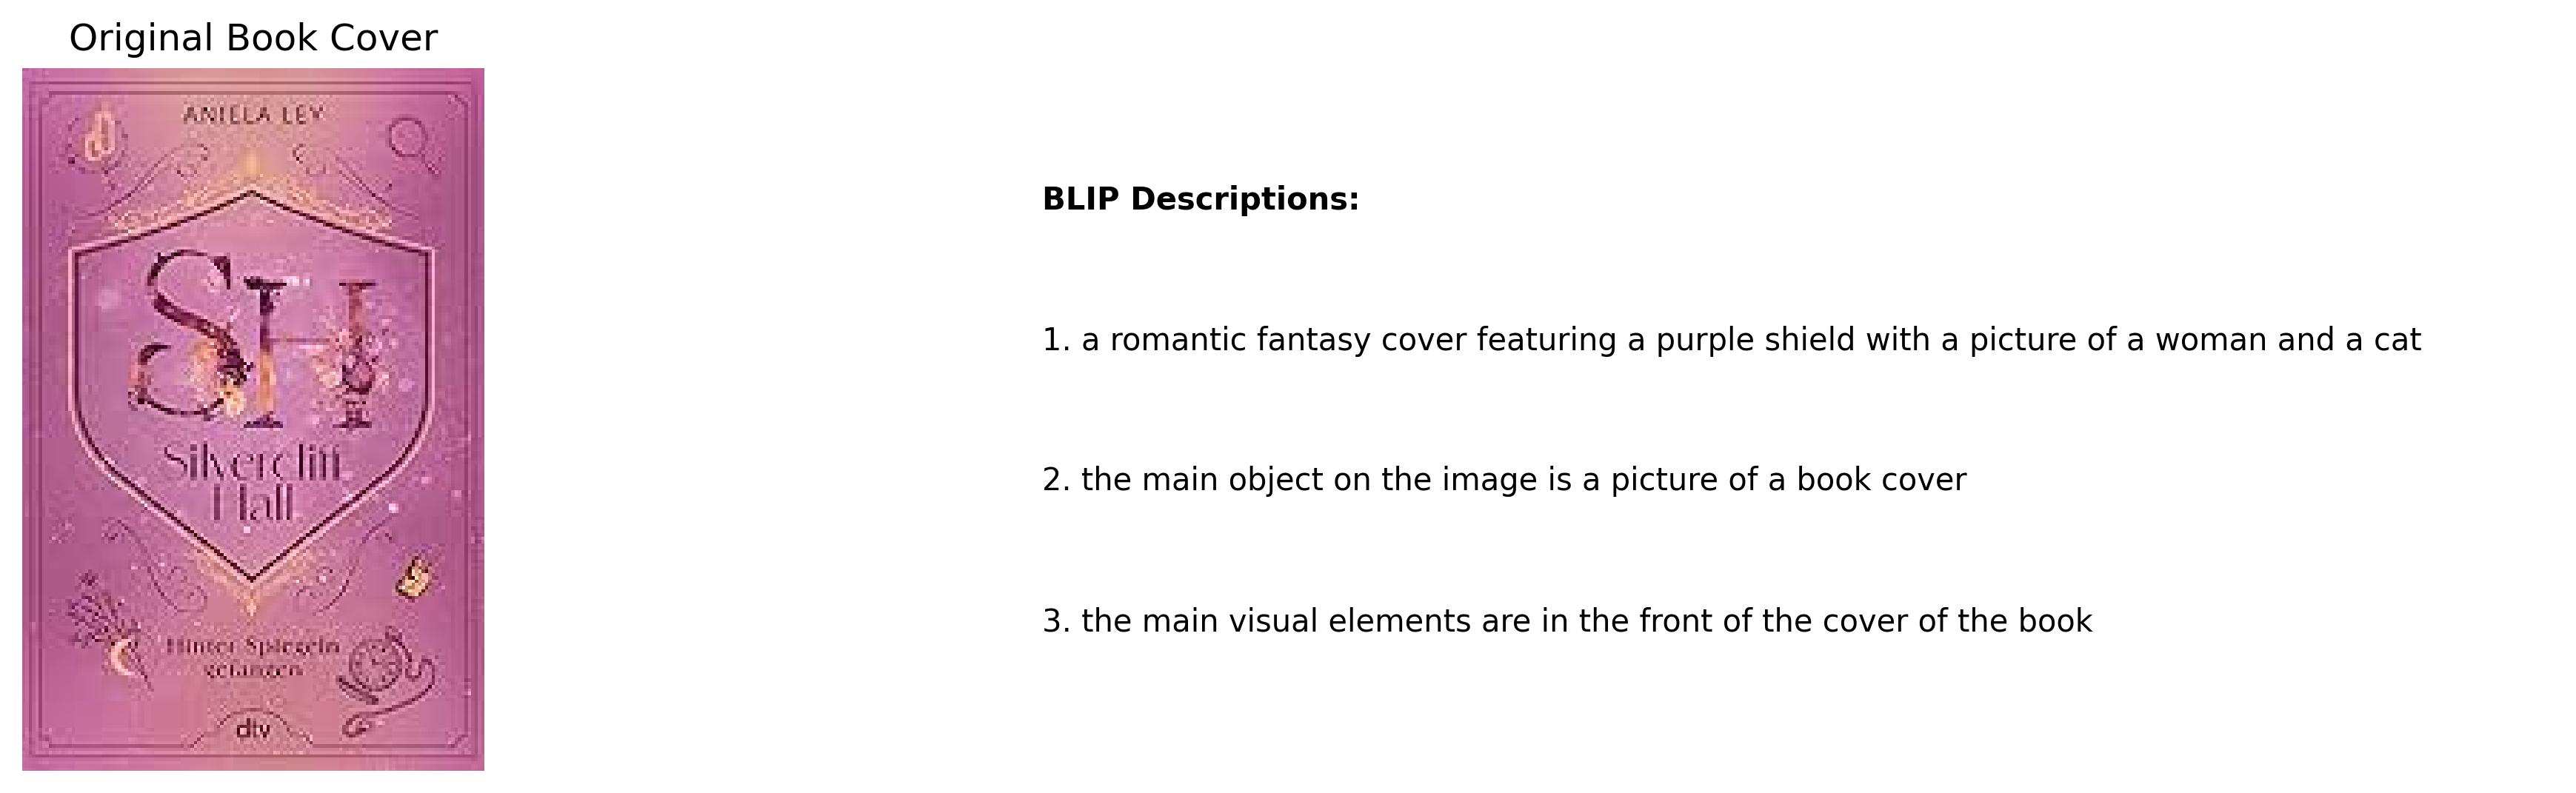 Original Book Cover
ANIELA LEY
SH
Silvercliff
Hall
Hinter Spiegeln
gefangen
dtv
BLIP Descriptions:
1. a romantic fantasy cover featuring a purple shield with a picture of a woman and a cat
2. the main object on the image is a picture of a book cover
3. the main visual elements are in the front of the cover of the book